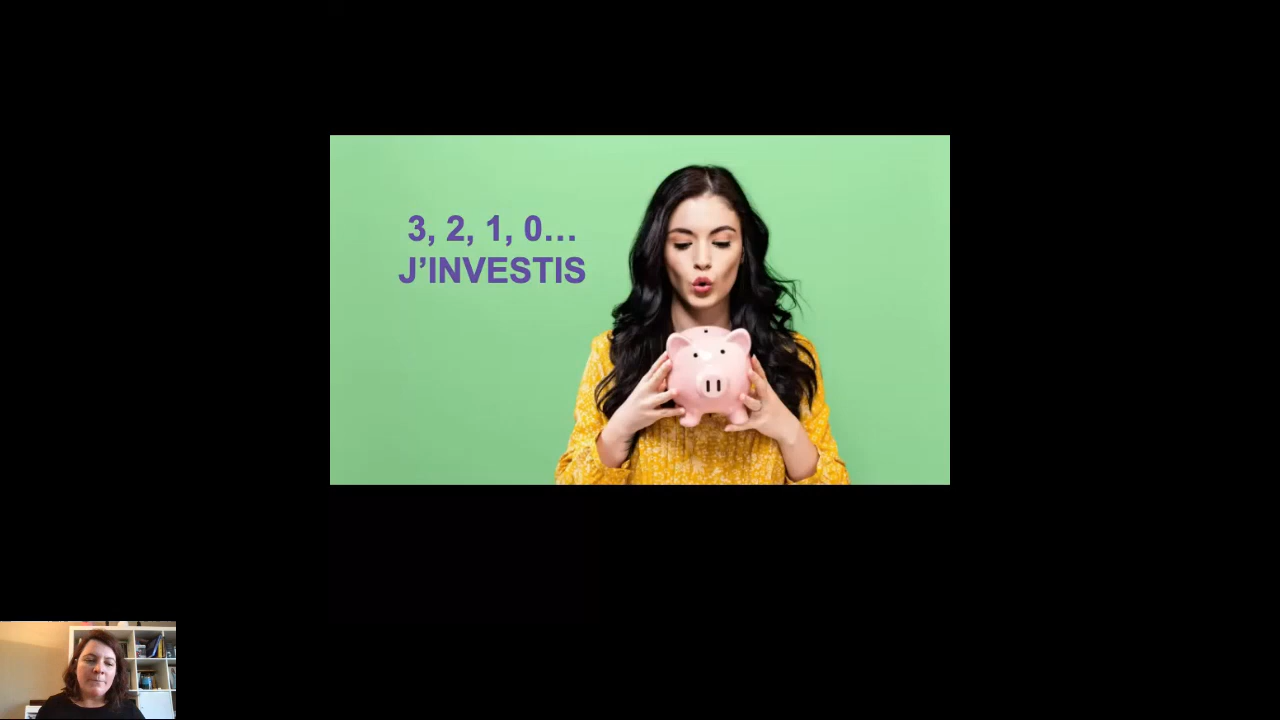 3, 2, 1, 0…
J’INVESTIS